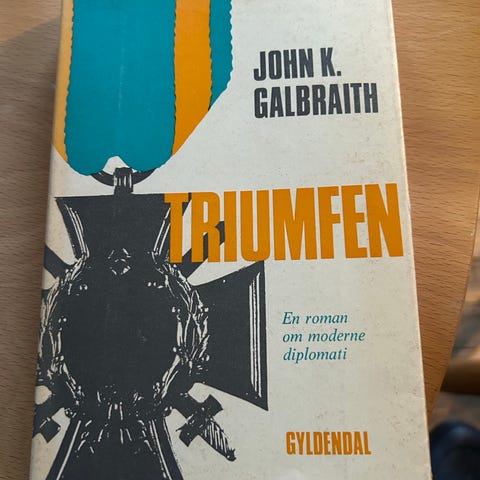 JOHN K.
GALBRAITH
TRIUMFEN
En roman
om moderne
diplomati
GYLDENDAL